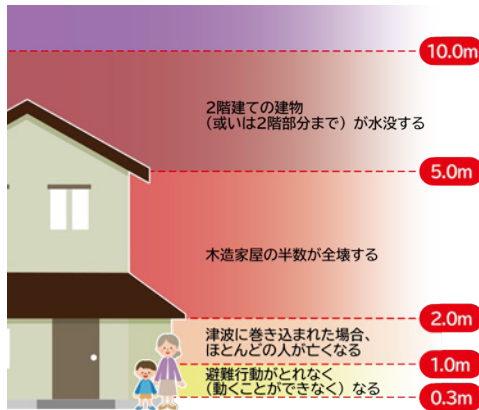 10.0m
2階建ての建物
（或いは2階部分まで）が水没する
5.0m
木造家屋の半数が全壊する
2.0m
津波に巻き込まれた場合、
ほとんどの人が亡くなる
1.0m
避難行動がとれなく
（動くことができなく）なる
0.3m